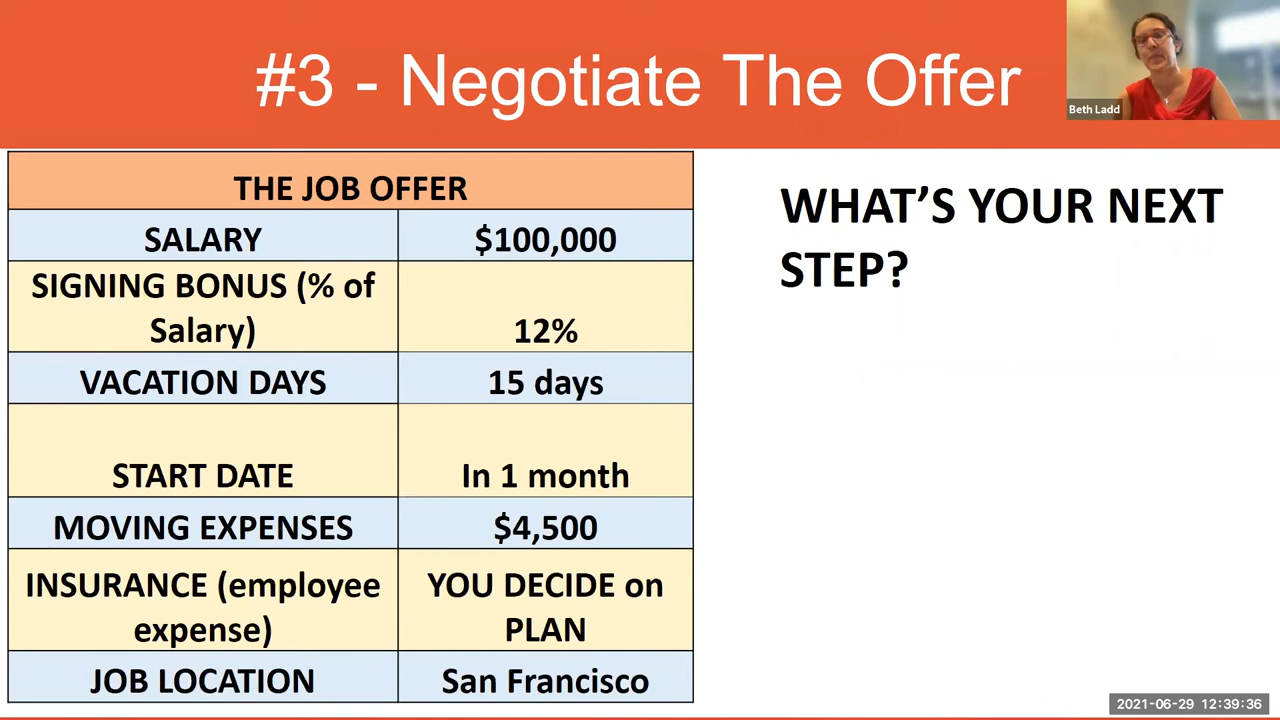 #3 - Negotiate The Offer
Beth Ladd
THE JOB OFFER
SALARY
$100,000
SIGNING BONUS (% of
Salary)
12%
VACATION DAYS
15 days
START DATE
In 1 month
MOVING EXPENSES
$4,500
INSURANCE (employee
expense)
YOU DECIDE on
PLAN
JOB LOCATION
San Francisco
WHAT’S YOUR NEXT
STEP?
2021-06-29 12:39:36